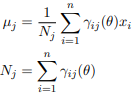 μ_j = \frac{1}{N_j} \sum_{i=1}^{n} γ_{ij}(θ) x_i
N_j = \sum_{i=1}^{n} γ_{ij}(θ)